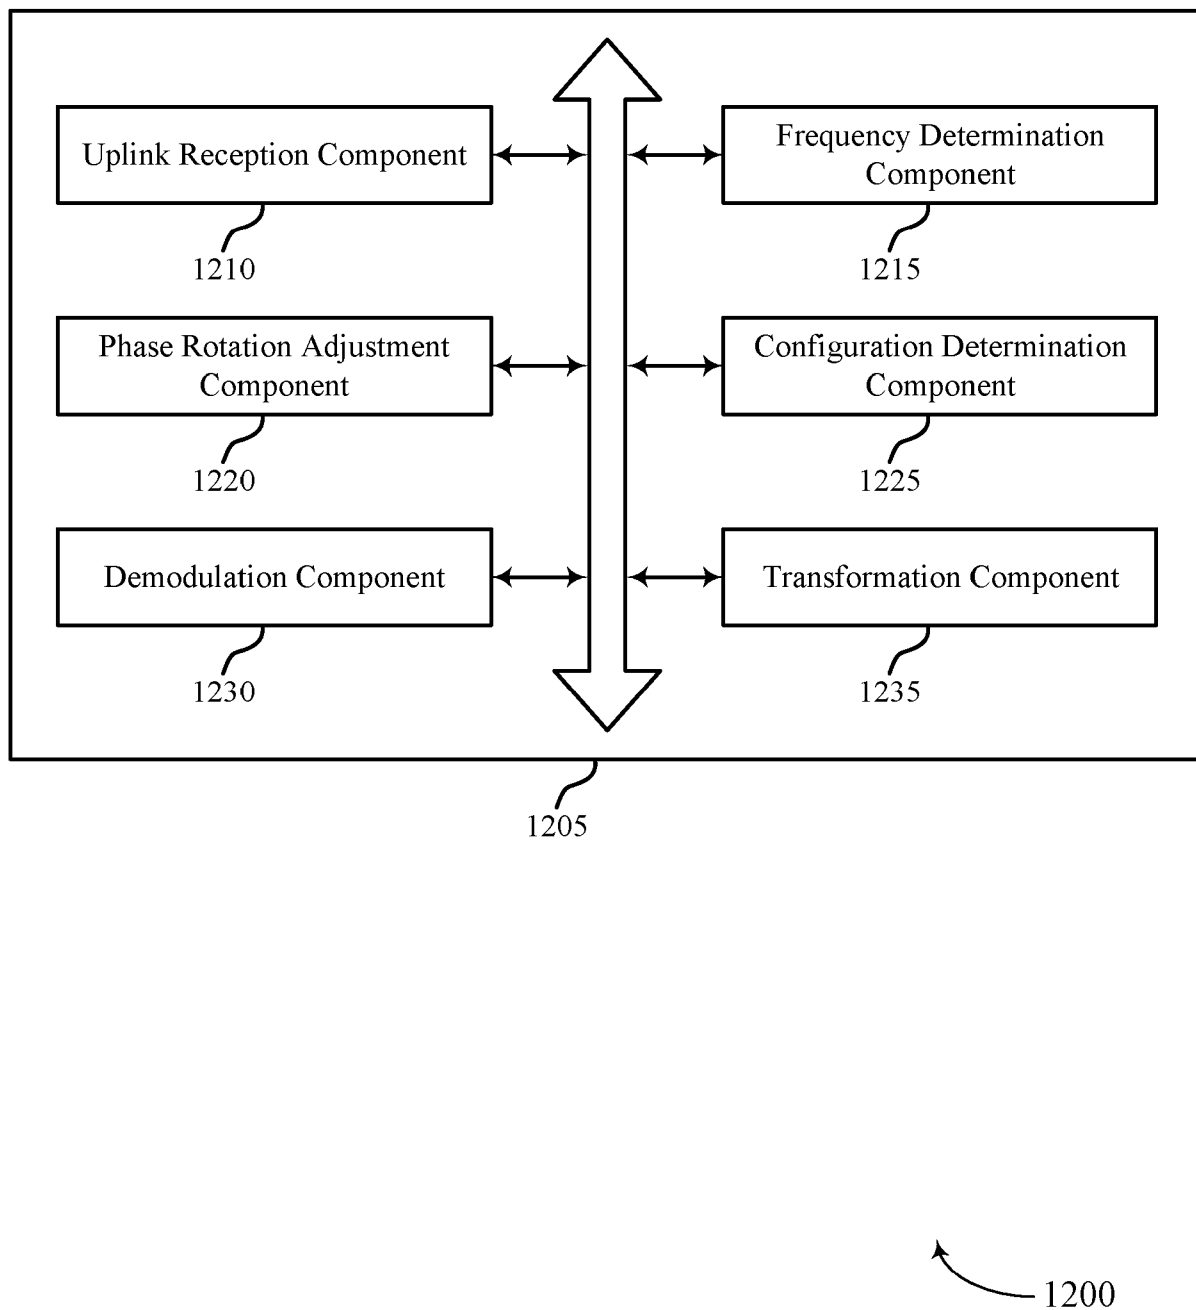 Uplink Reception Component
1210
Frequency Determination
Component
1215
Phase Rotation Adjustment
Component
1220
Configuration Determination
Component
1225
Demodulation Component
1230
Transformation Component
1235
1205
1200